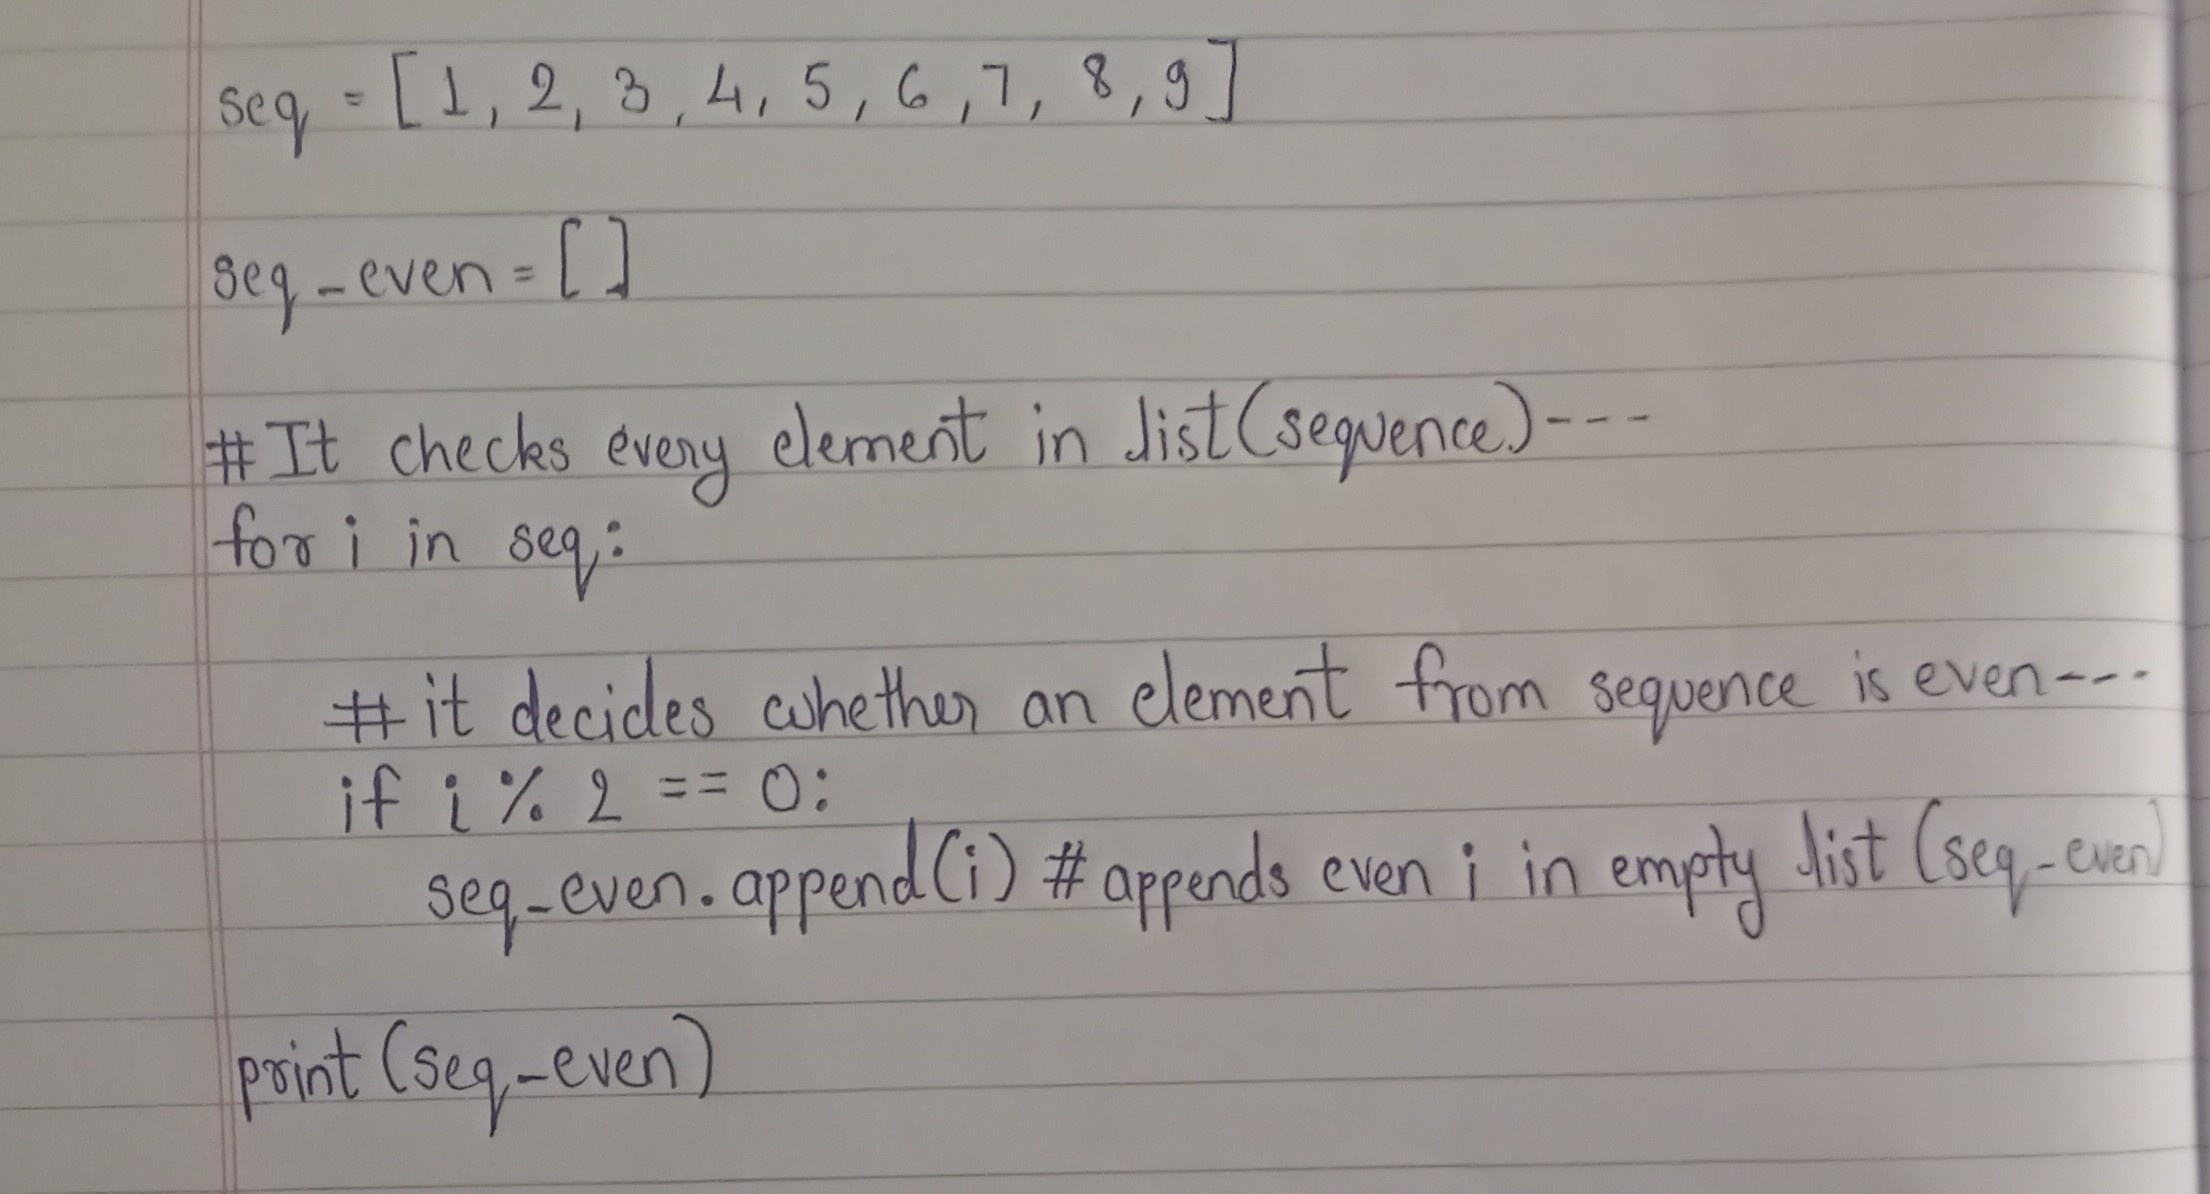 seq = [1, 2, 3, 4, 5, 6, 7, 8, 9]
seq_even = []
# It checks every element in list(sequence)---
for i in seq:
# it decides whether an element from sequence is even---
if i % 2 == 0:
seq_even.append(i) # appends even i in empty list (seq_even)
print (seq_even)